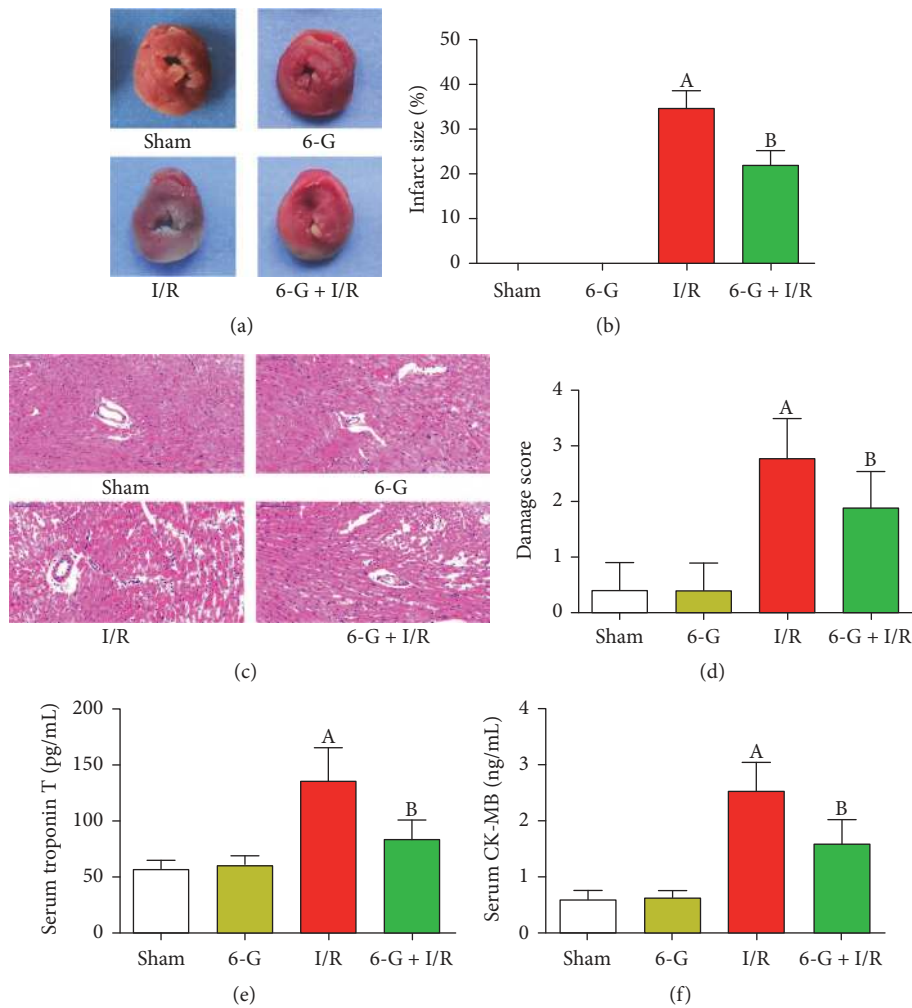 Sham
6-G
I/R
6-G + I/R
(a)
Infarct size (%)
50
40
30
20
10
0
A
B
Sham
6-G
I/R
6-G + I/R
(b)
Sham
6-G
I/R
6-G + I/R
(c)
Damage score
4
3
2
1
0
A
B
Sham
6-G
I/R
6-G + I/R
(d)
Serum troponin T (pg/mL)
200
150
100
50
0
A
B
Sham
6-G
I/R
6-G + I/R
(e)
Serum CK-MB (ng/mL)
4
3
2
1
0
A
B
Sham
6-G
I/R
6-G + I/R
(f)